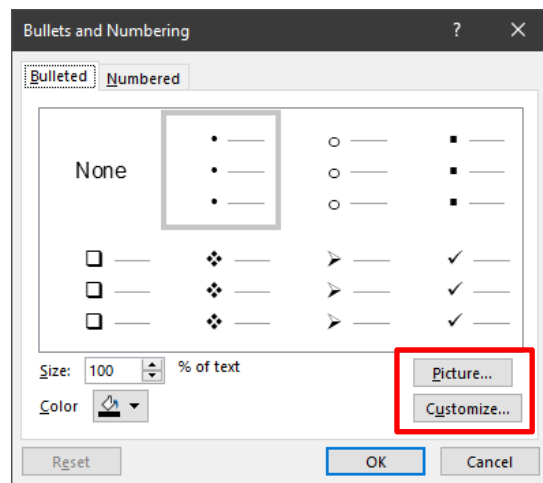 Bullets and Numbering ?
Bulleted Numbered
None
Size: 100 % of text
Picture...
Color
Customize...
Reset OK Cancel